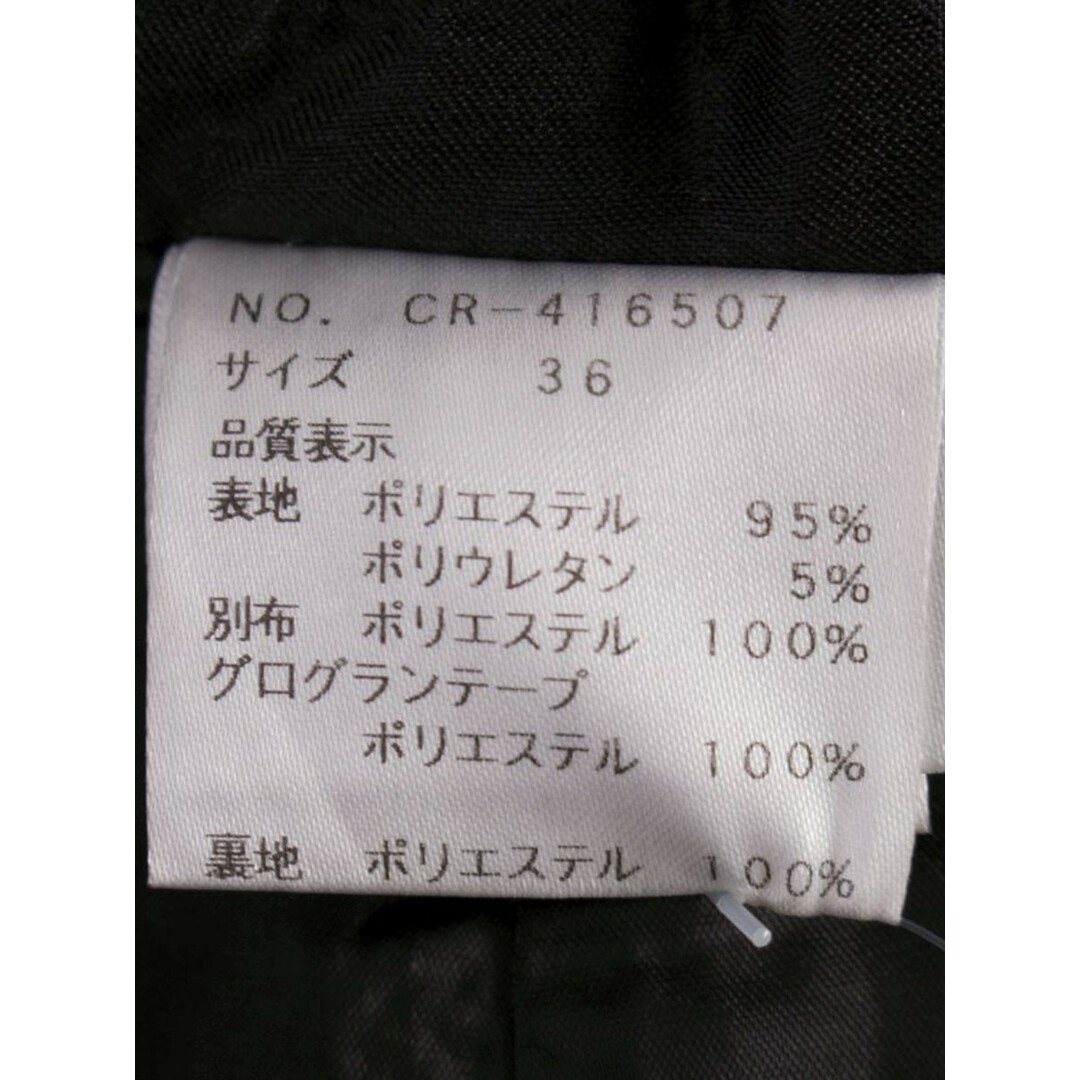 NO. CR-416507
サイズ 36
品質表示
表地 ポリエステル 95%
ポリウレタン 5%
別布 ポリエステル 100%
グログランテープ
ポリエステル 100%
裏地 ポリエステル 100%